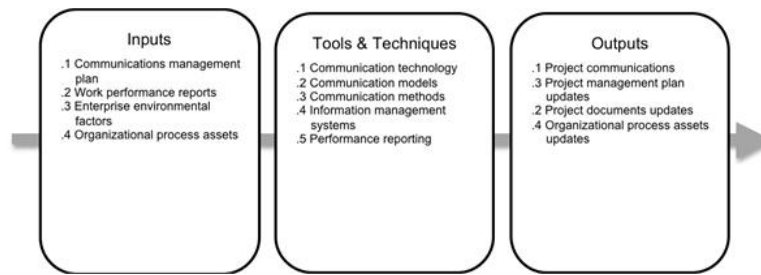 Inputs
.1 Communications management
plan
.2 Work performance reports
.3 Enterprise environmental
factors
.4 Organizational process assets
Tools & Techniques
.1 Communication technology
.2 Communication models
.3 Communication methods
.4 Information management
systems
.5 Performance reporting
Outputs
.1 Project communications
.3 Project management plan
updates
.2 Project documents updates
.4 Organizational process assets
updates